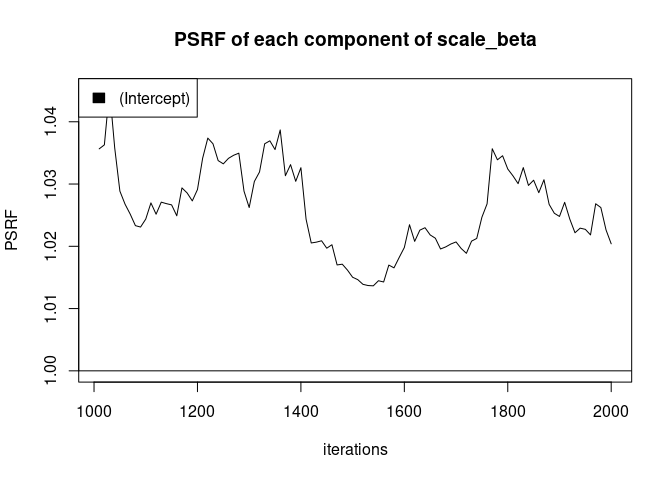 PSRF of each component of scale_beta
(Intercept)
1.04
1.03
1.02
1.01
1.00
PSRF
1000 1200 1400 1600 1800 2000
iterations